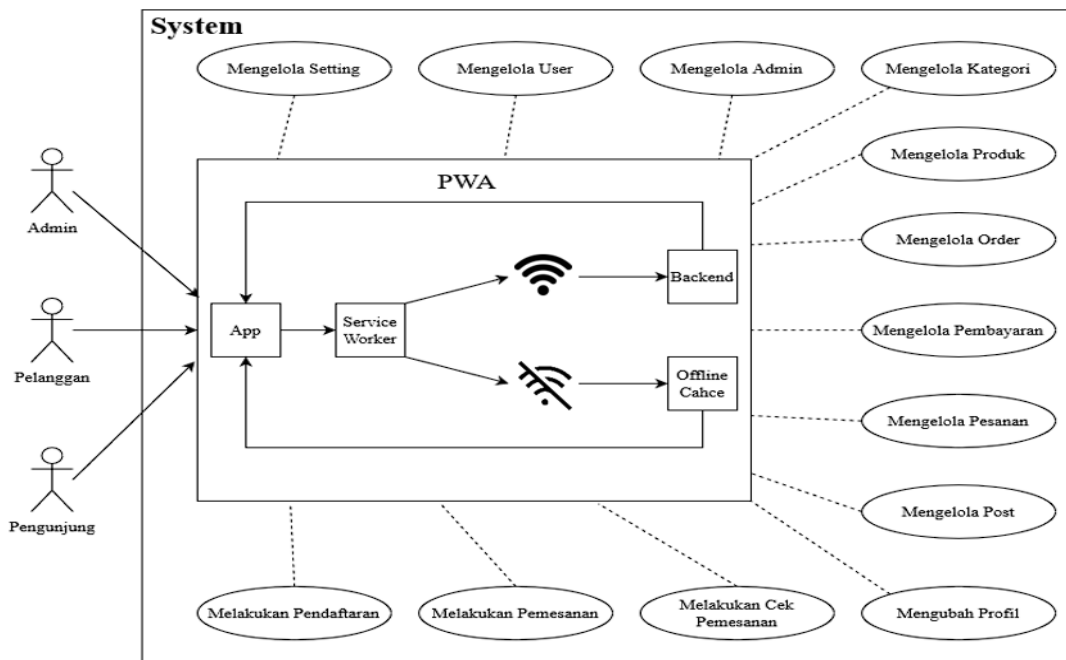 System
Mengelola Setting
Mengelola User
Mengelola Admin
Mengelola Kategori
Mengelola Produk
Mengelola Order
Mengelola Pembayaran
Mengelola Pesanan
Mengelola Post
Mengubah Profil
Admin
Pelanggan
Pengunjung
PWA
App
Service
Worker
Backend
Offline
Cahce
Melakukan Pendaftaran
Melakukan Pemesanan
Melakukan Cek
Pemesanan